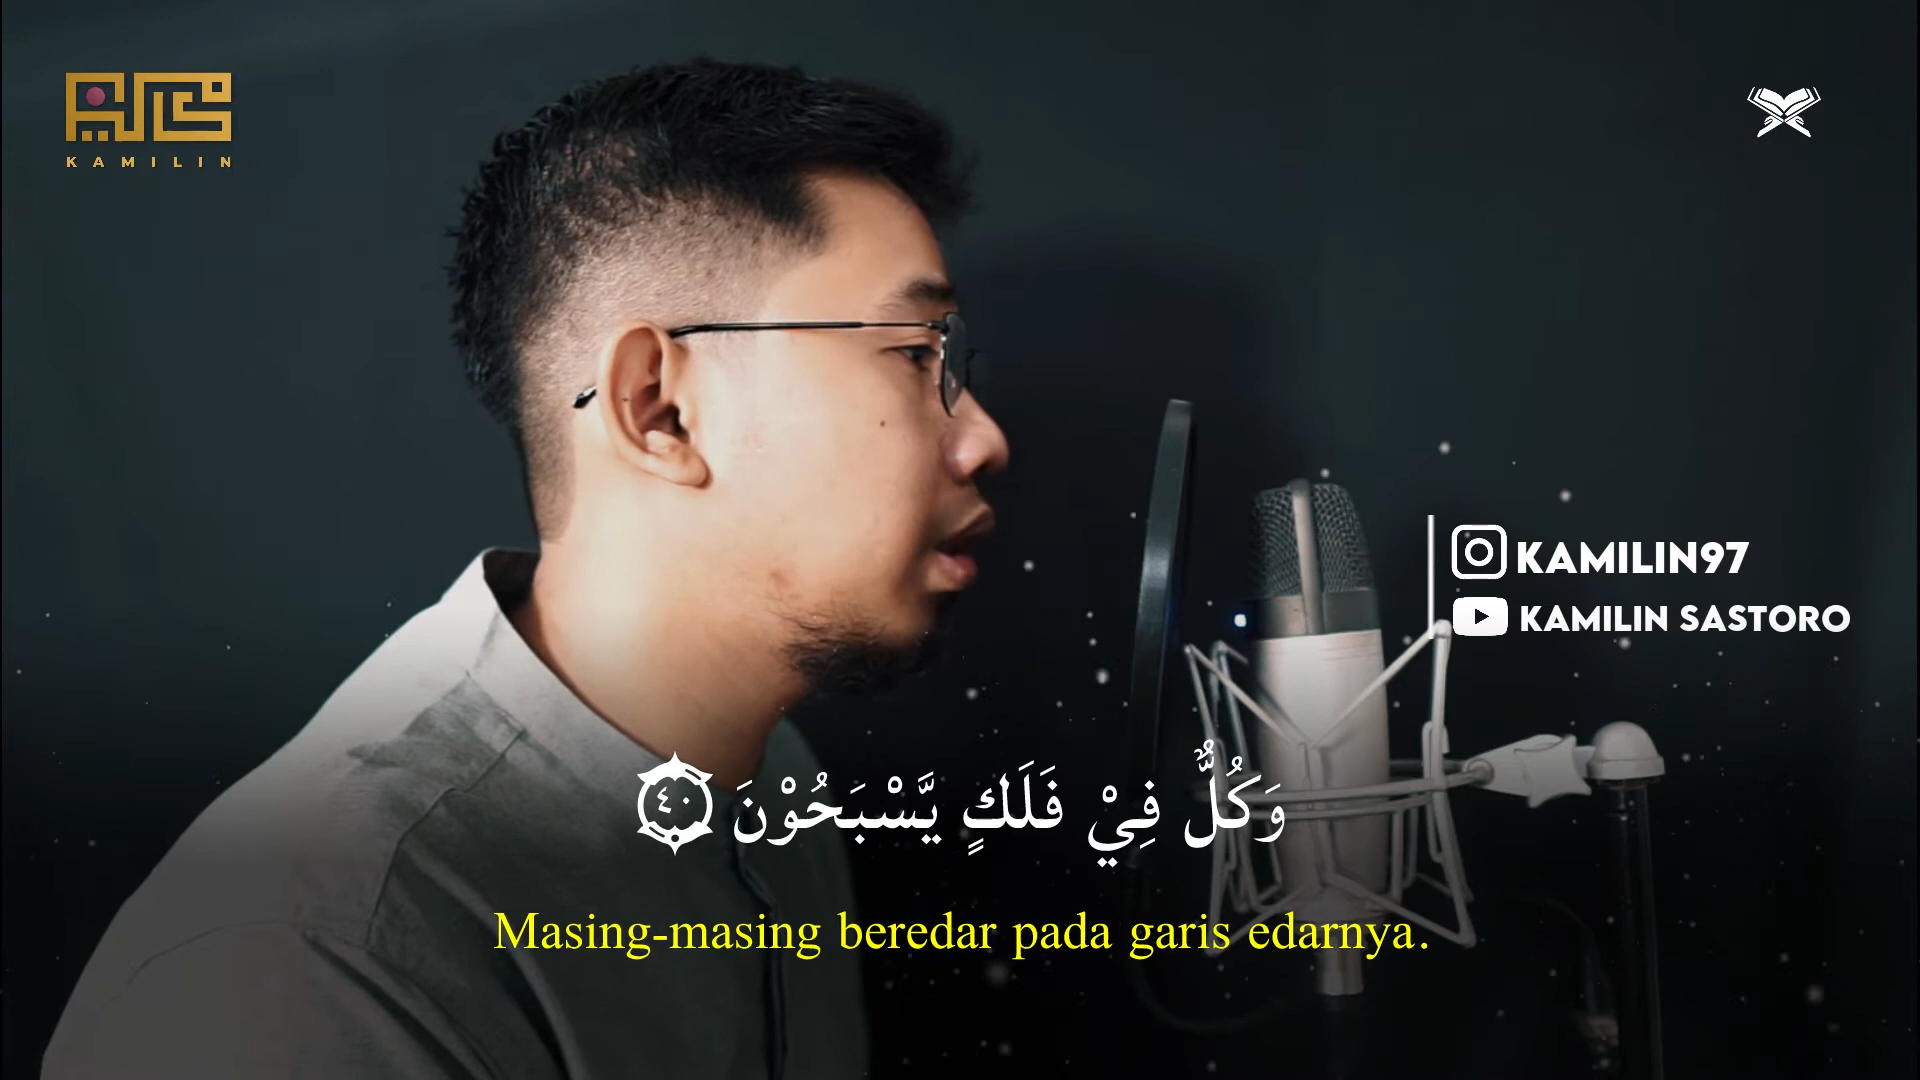 KAMILIN
KAMILIN97
KAMILIN SASTORO
وَكُلٌّ فِيْ فَلَكٍ يَّسْبَحُوْنَ ٤٠
Masing-masing beredar pada garis edarnya.